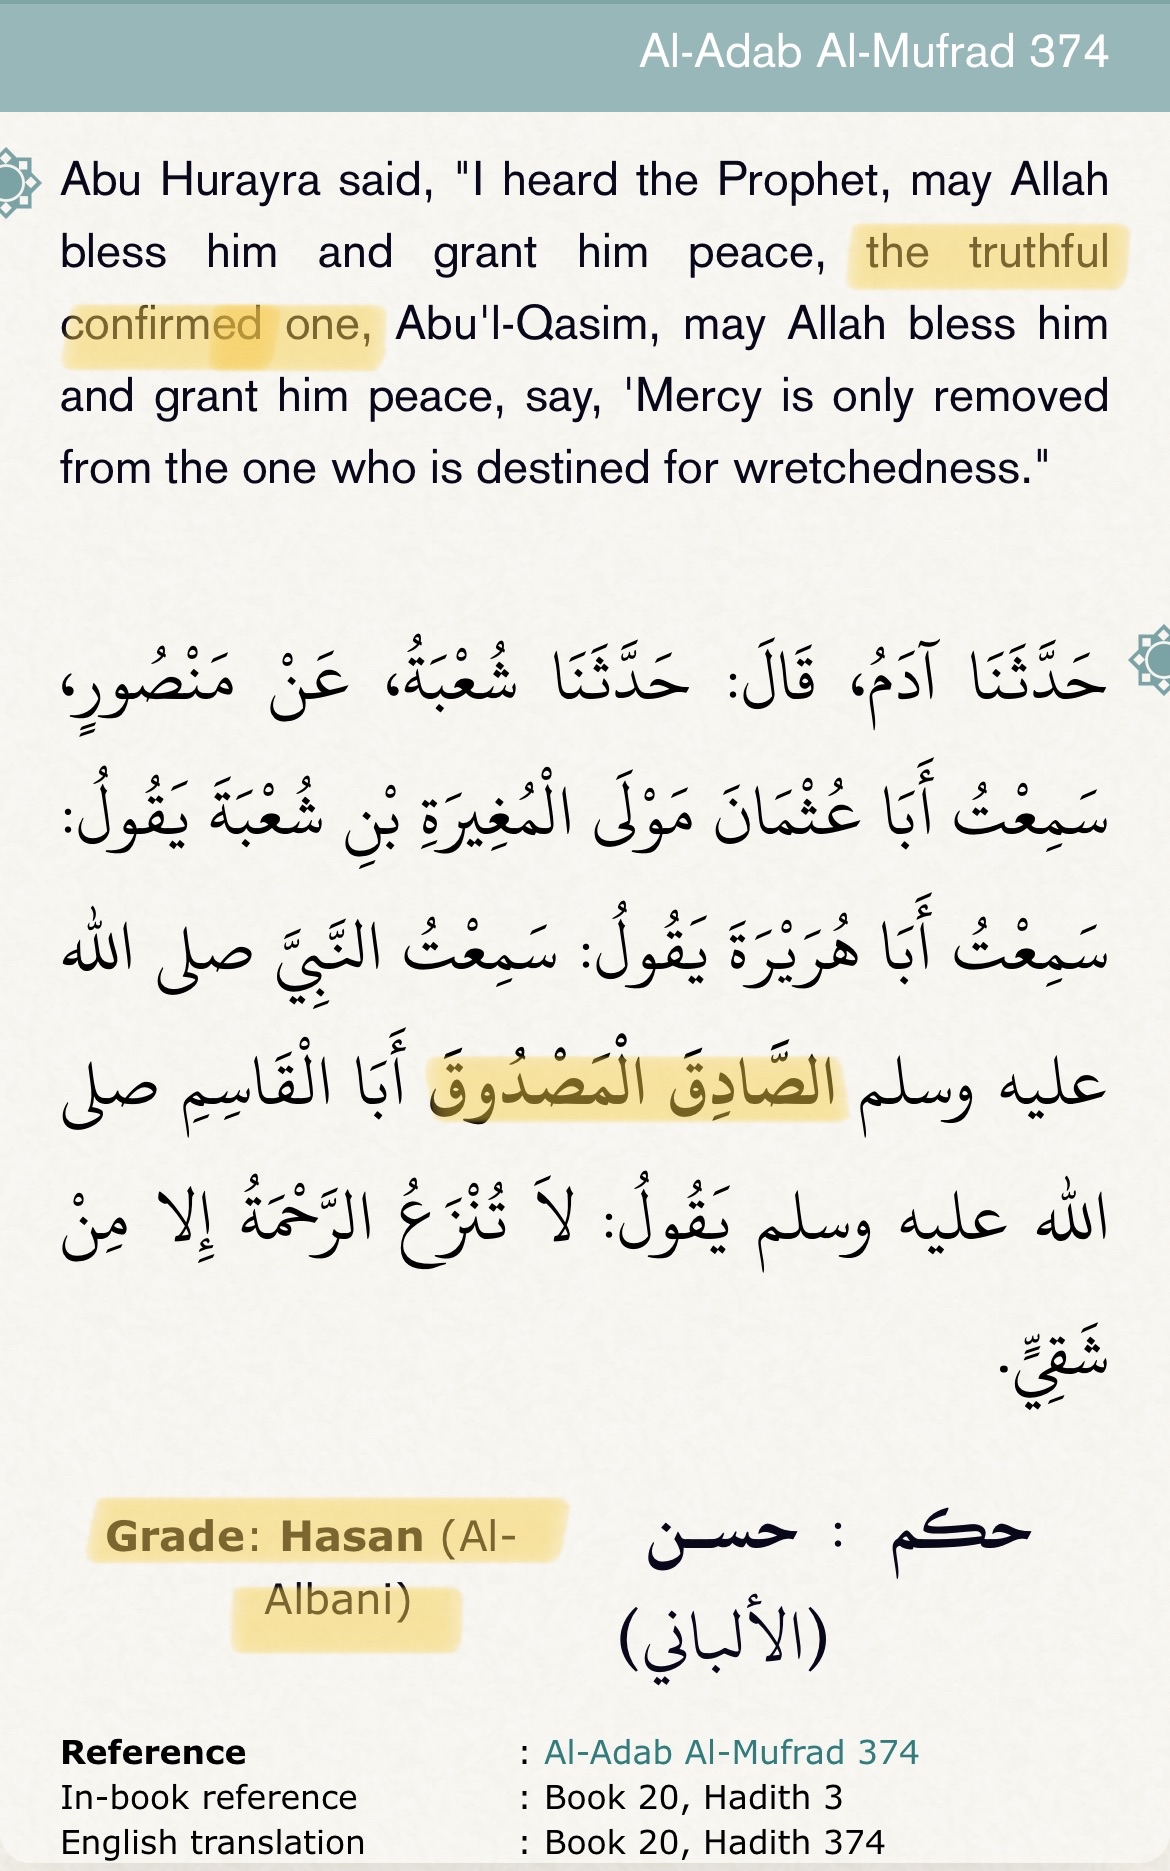 Al-Adab Al-Mufrad 374
Abu Hurayra said, "I heard the Prophet, may Allah
bless him and grant him peace, the truthful
confirmed one, Abu'l-Qasim, may Allah bless him
and grant him peace, say, 'Mercy is only removed
from the one who is destined for wretchedness."
حَدَّثَنَا آدَمُ، قَالَ: حَدَّثَنَا شُعْبَةُ، عَنْ مَنْصُورٍ،
سَمِعْتُ أَبَا عُثْمَانَ مَوْلَى الْمُغِيرَةِ بْنِ شُعْبَةَ يَقُولُ:
سَمِعْتُ أَبَا هُرَيْرَةَ يَقُولُ: سَمِعْتُ النَّبِيَّ صلى الله
عليه وسلم الصَّادِقَ الْمَصْدُوقَ أَبَا الْقَاسِمِ صلى
الله عليه وسلم يَقُولُ: لاَ تُنْزَعُ الرَّحْمَةُ إِلا مِنْ
شَقِيٍّ.
Grade: Hasan (Al-
Albani)
حكم : حسـن
(الألباني)
Reference : Al-Adab Al-Mufrad 374
In-book reference : Book 20, Hadith 3
English translation : Book 20, Hadith 374